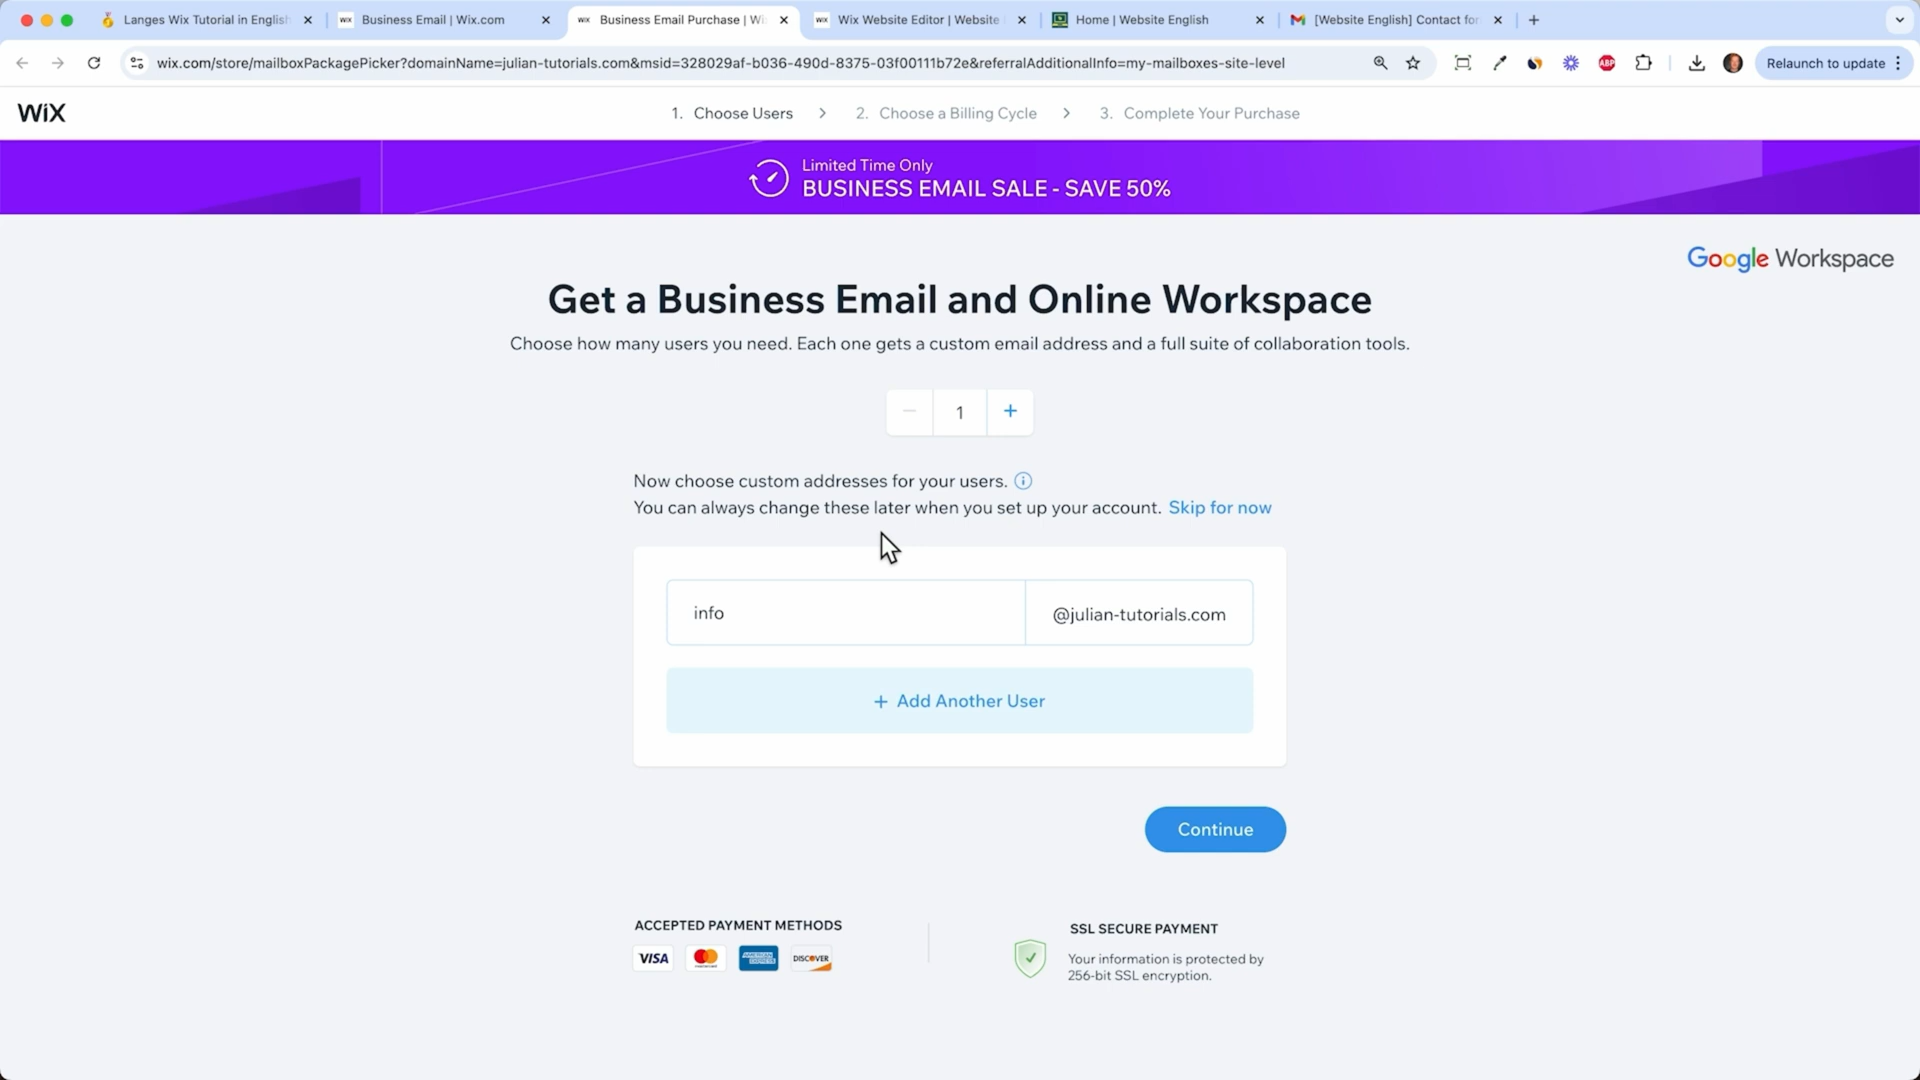 Langes Wix Tutorial in English
Business Email | Wix.com
Business Email Purchase | Wi
Wix Website Editor | Website
Home | Website English
[Website English] Contact for
wix.com/store/mailboxPackagePicker?domainName=julian-tutorials.com&msid=328029af-b036-490d-8375-03f00111b72e&referralAdditionalInfo=my-mailboxes-site-level
ABP
Relaunch to update
WiX
1. Choose Users
2. Choose a Billing Cycle
3. Complete Your Purchase
Limited Time Only
BUSINESS EMAIL SALE - SAVE 50%
Google Workspace
Get a Business Email and Online Workspace
Choose how many users you need. Each one gets a custom email address and a full suite of collaboration tools.
1
Now choose custom addresses for your users.
You can always change these later when you set up your account. Skip for now
info
@julian-tutorials.com
+ Add Another User
Continue
ACCEPTED PAYMENT METHODS
VISA
mastercard
AMERICAN EXPRESS
DISCOVER
SSL SECURE PAYMENT
Your information is protected by
256-bit SSL encryption.